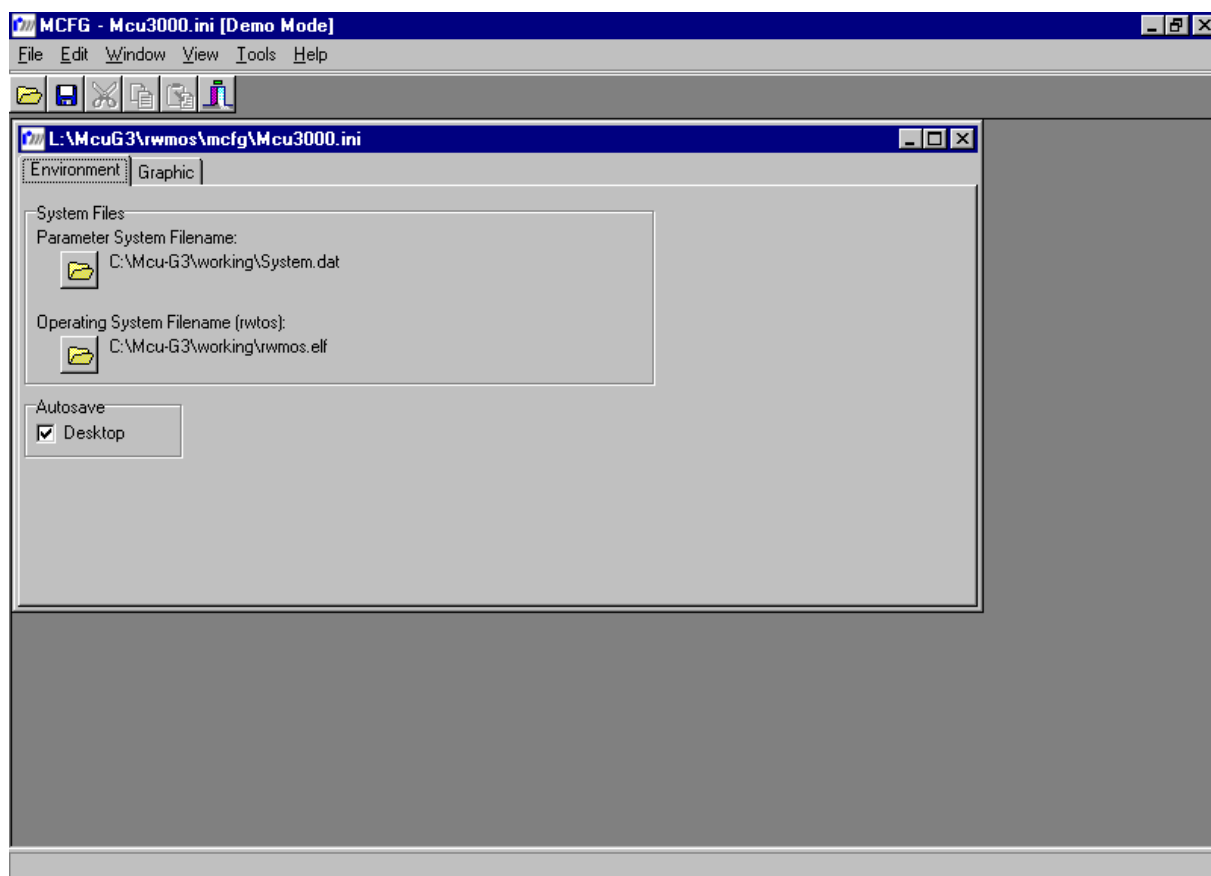 MCFG - Mcu3000.ini [Demo Mode]
File Edit Window View Tools Help
L:\McuG3\rwmos\mcfg\Mcu3000.ini
Environment Graphic
System Files
Parameter System Filename:
C:\Mcu-G3\working\System.dat
Operating System Filename (rwtos):
C:\Mcu-G3\working\rwmos.elf
Autosave
Desktop